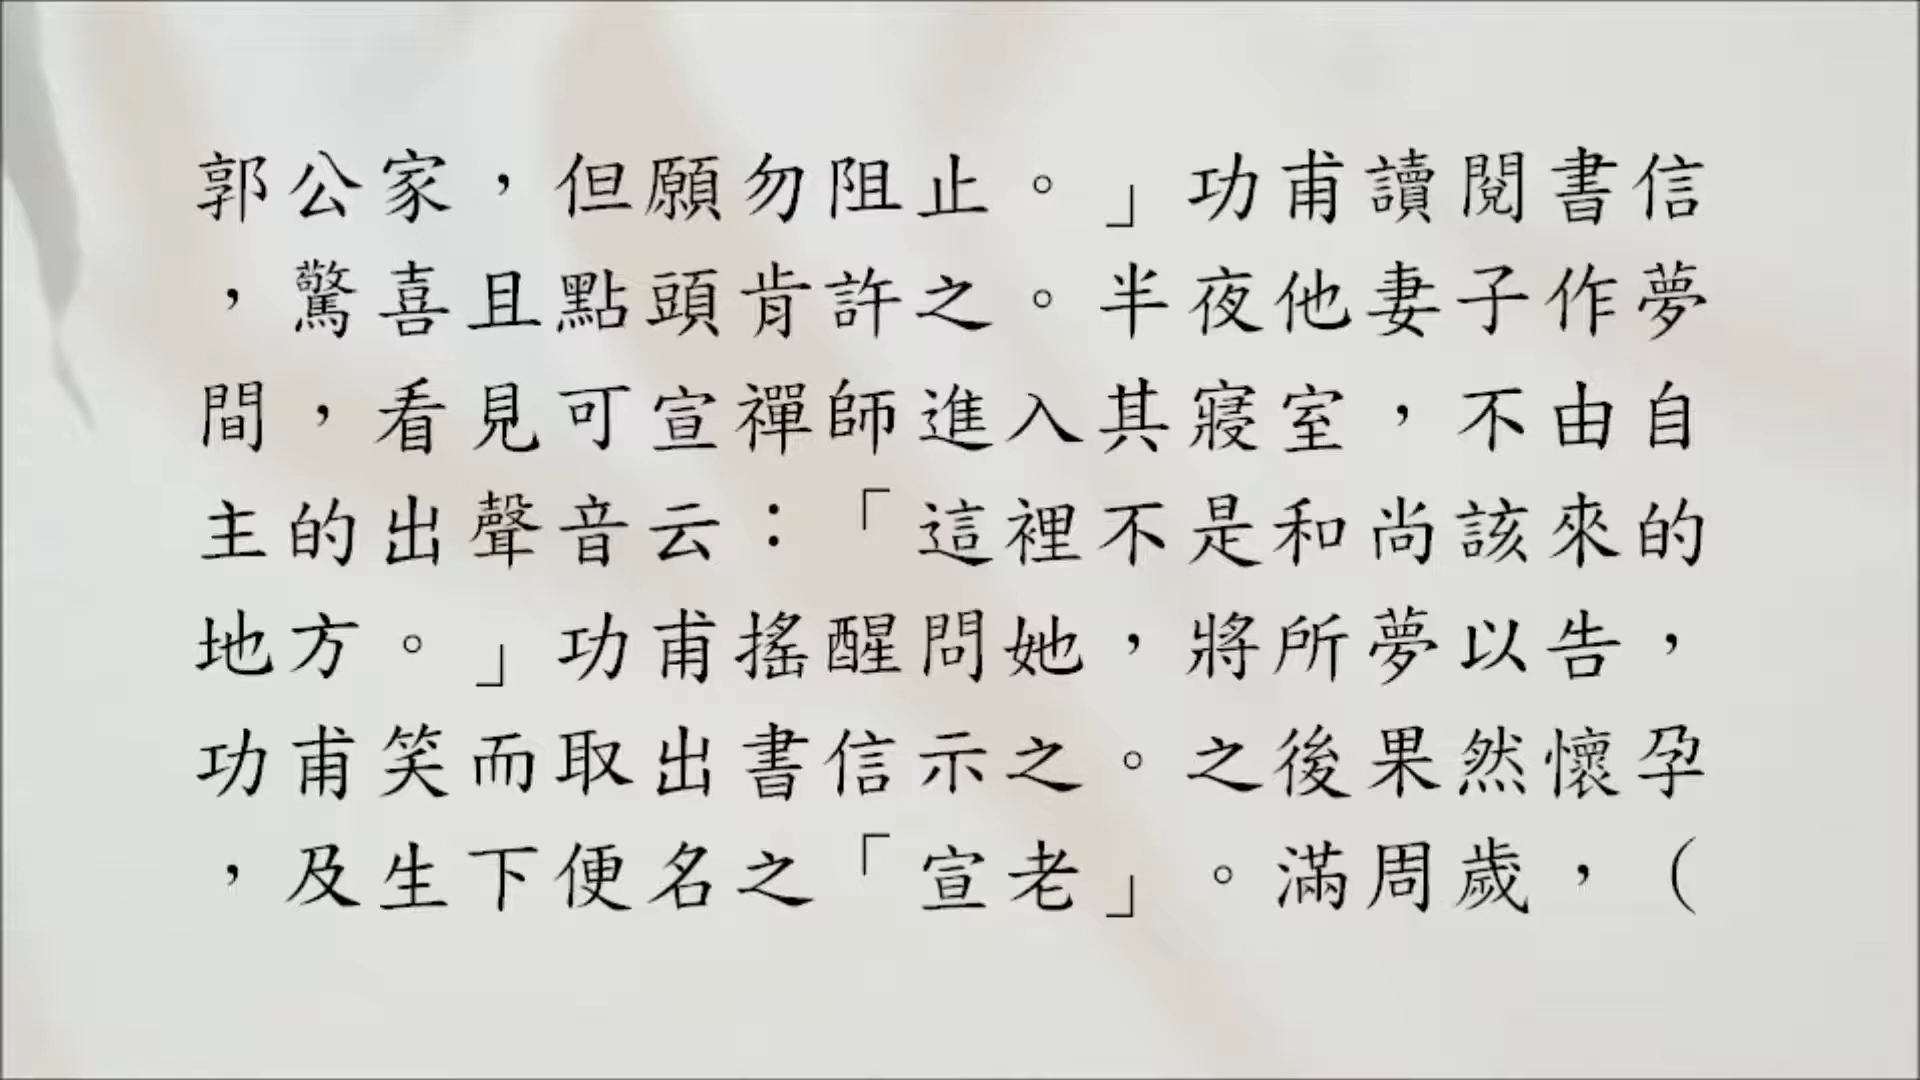 郭公家，但願勿阻止。」功甫讀閱書信
，驚喜且點頭肯許之。半夜他妻子作夢
間，看見可宣禪師進入其寢室，不由自
主的出聲音云：「這裡不是和尚該來的
地方。」功甫搖醒問她，將所夢以告，
功甫笑而取出書信示之。之後果然懷孕
，及生下便名之「宣老」。滿周歲，（